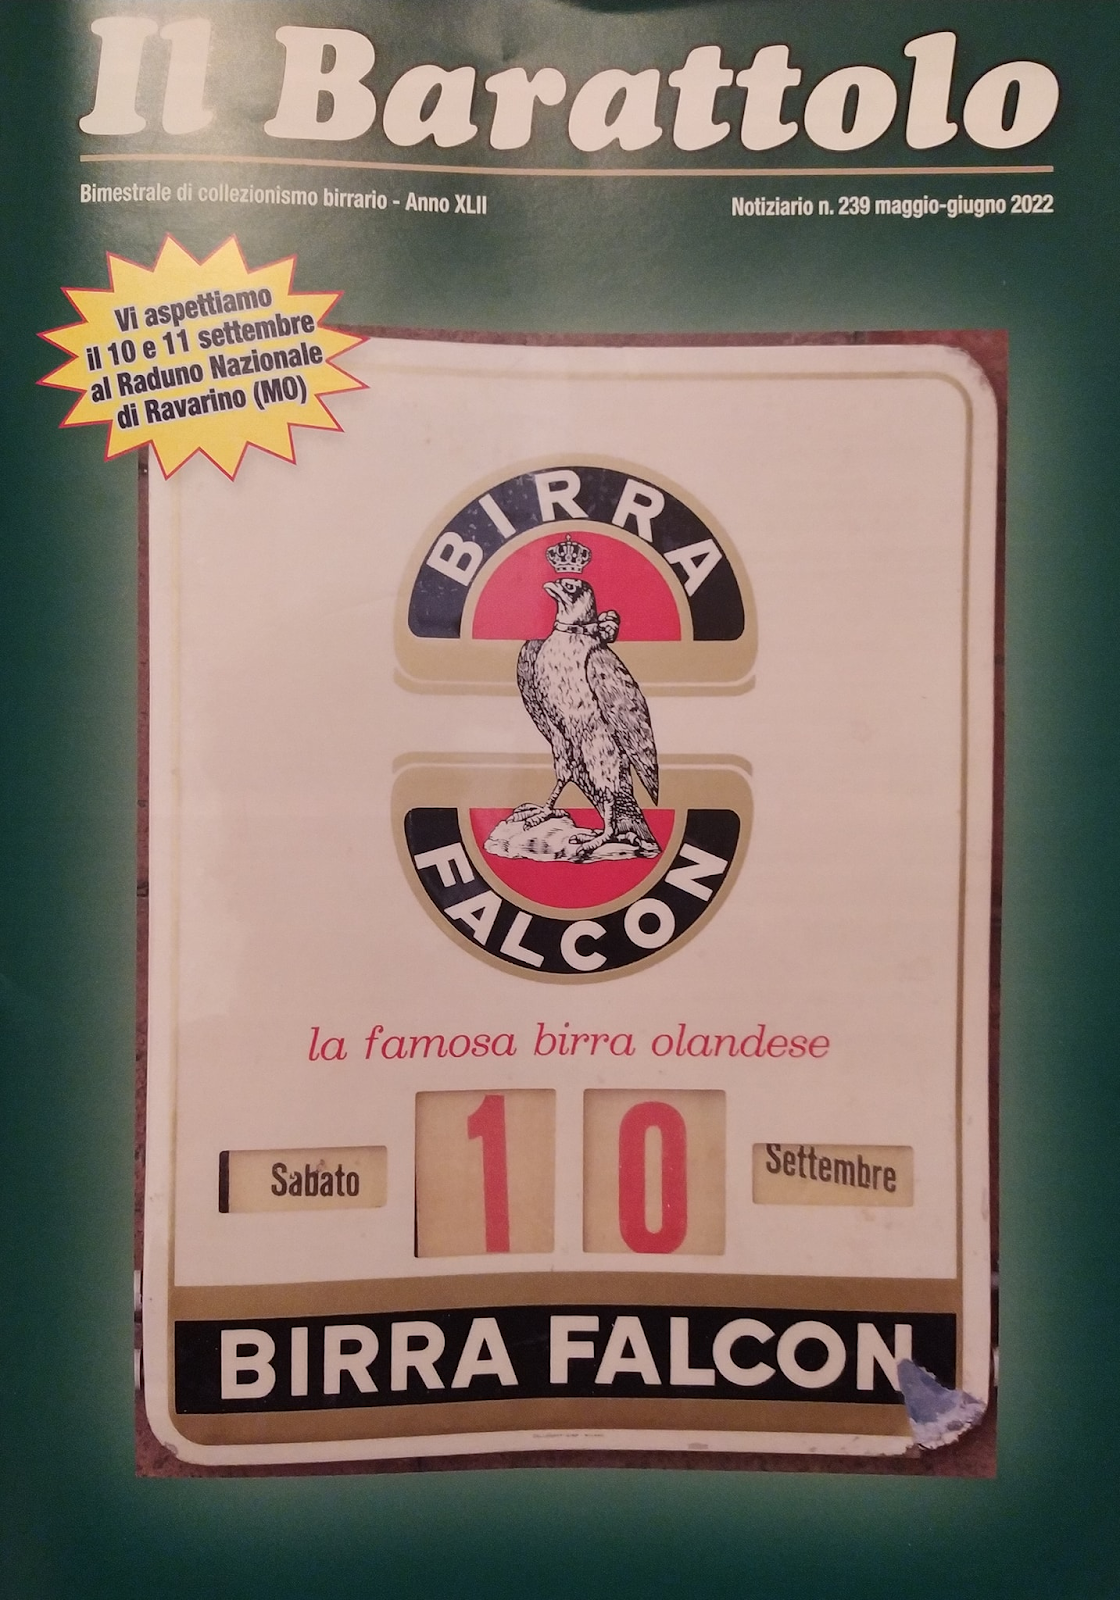 Il Barattolo
Bimestrale di collezionismo birrario - Anno XLII
Notiziario n. 239 maggio-giugno 2022
Vi aspettiamo
il 10 e 11 settembre
al Raduno Nazionale
di Ravarino (MO)
BIRRA
FALCON
la famosa birra olandese
Sabato
10
Settembre
BIRRA FALCON